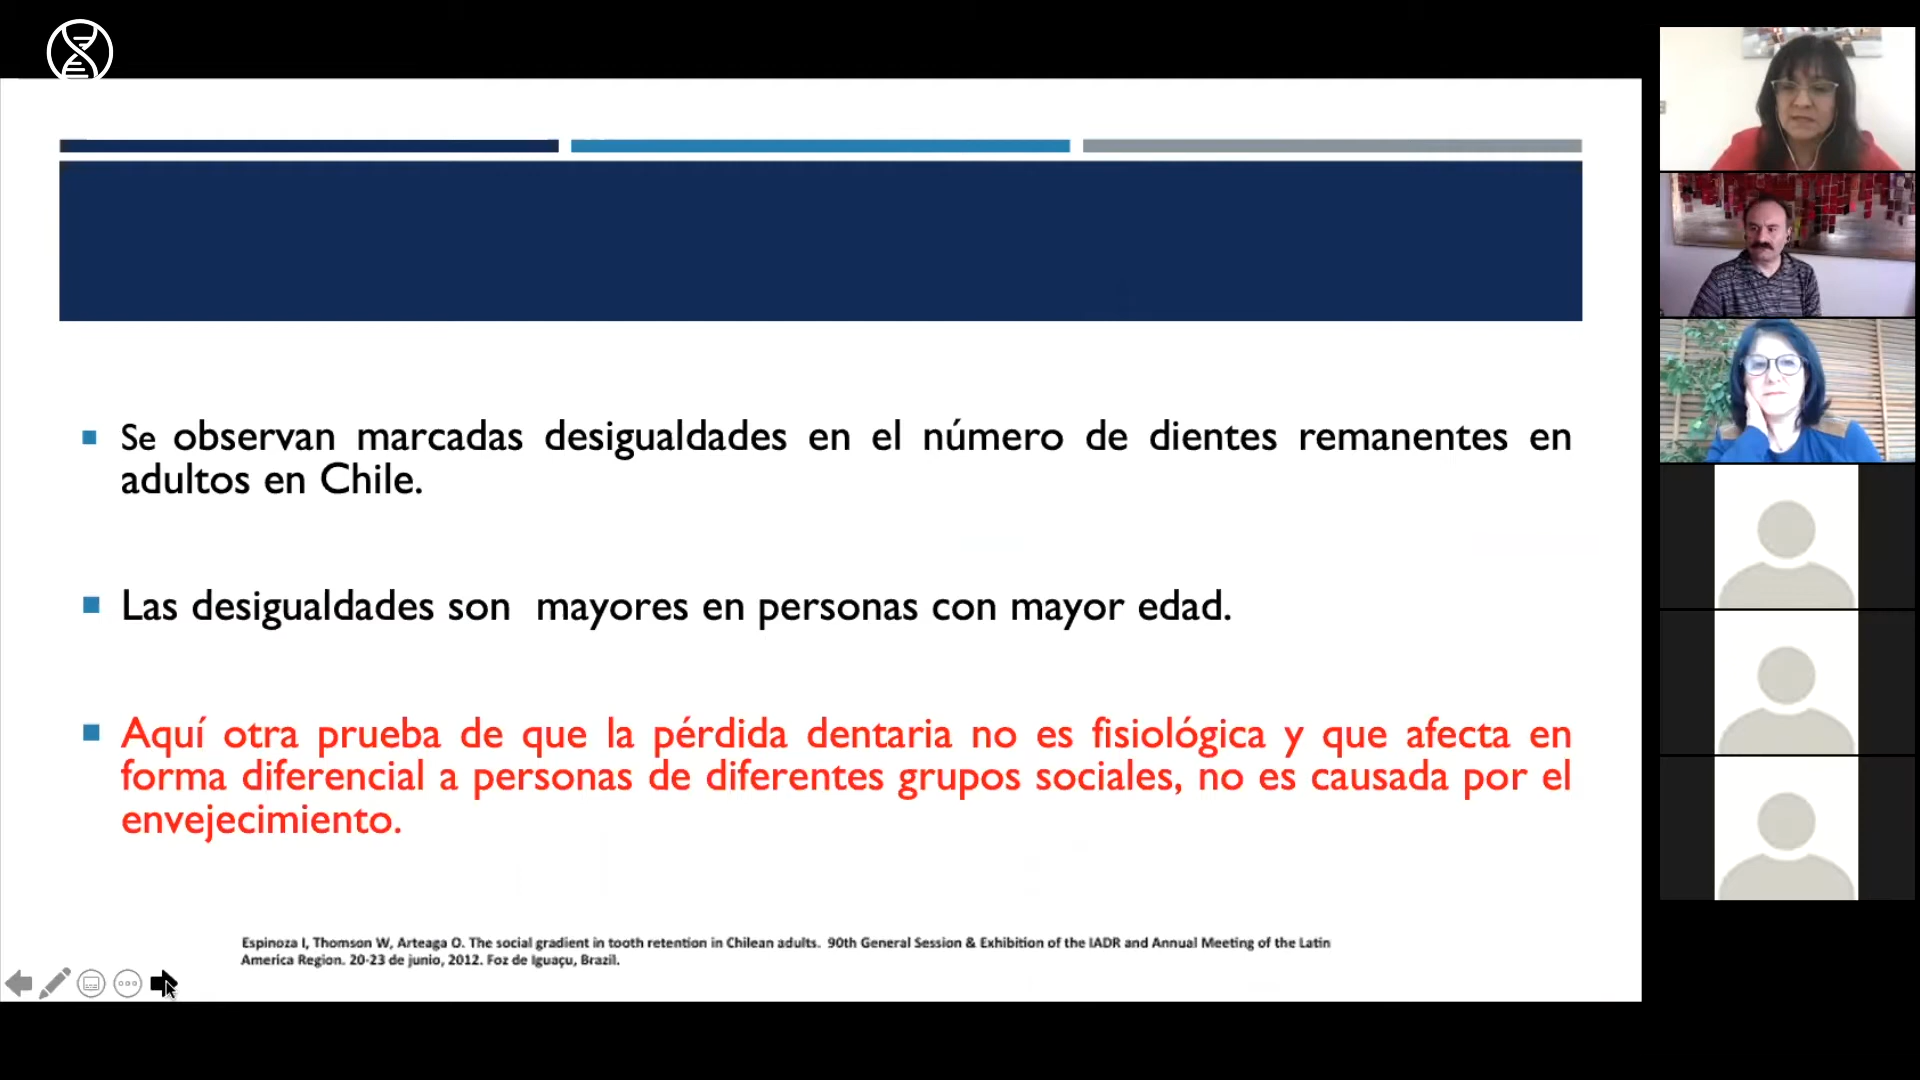 Se observan marcadas desigualdades en el número de dientes remanentes en
adultos en Chile.
Las desigualdades son mayores en personas con mayor edad.
Aquí otra prueba de que la pérdida dentaria no es fisiológica y que afecta en
forma diferencial a personas de diferentes grupos sociales, no es causada por el
envejecimiento.
Espinoza I, Thomson W, Arteaga O. The social gradient in tooth retention in Chilean adults. 90th General Session & Exhibition of the IADR and Annual Meeting of the Latin
America Region. 20-23 de junio, 2012. Foz de Iguaçu, Brazil.